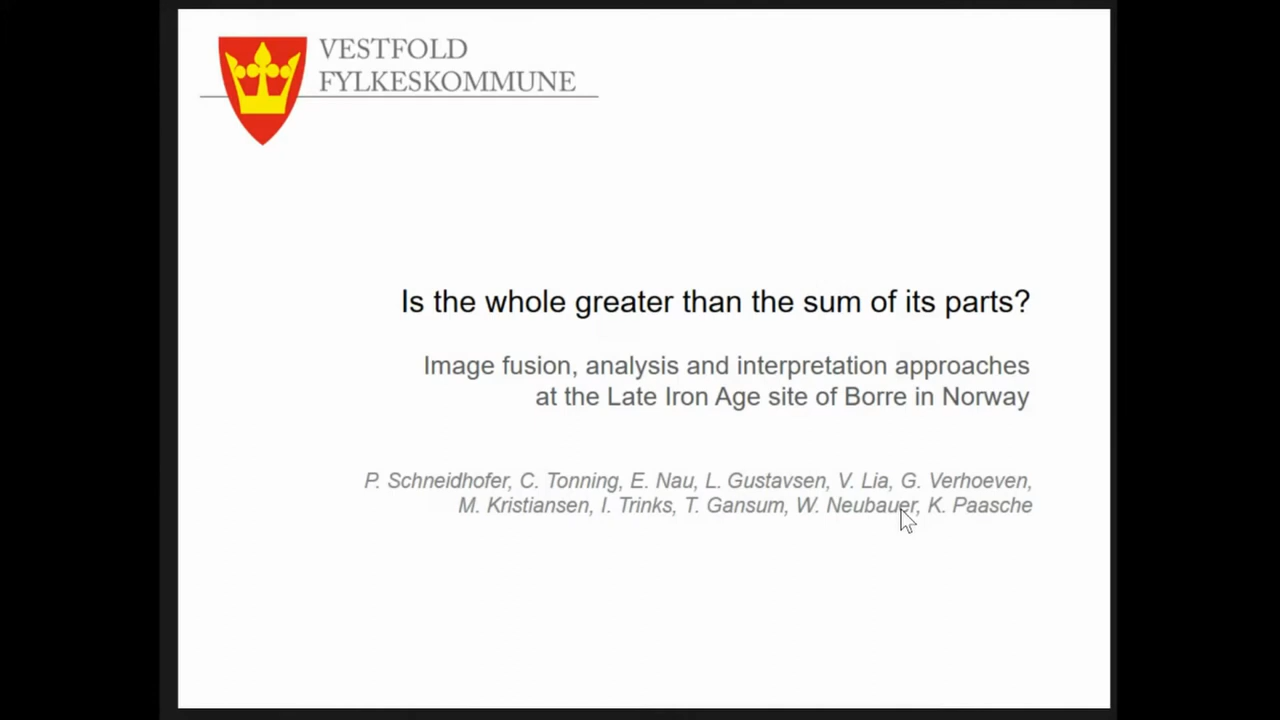 VESTFOLD
FYLKESKOMMUNE
Is the whole greater than the sum of its parts?
Image fusion, analysis and interpretation approaches
at the Late Iron Age site of Borre in Norway
P. Schneidhofer, C. Tonning, E. Nau, L. Gustavsen, V. Lia, G. Verhoeven,
M. Kristiansen, I. Trinks, T. Gansum, W. Neubauer, K. Paasche